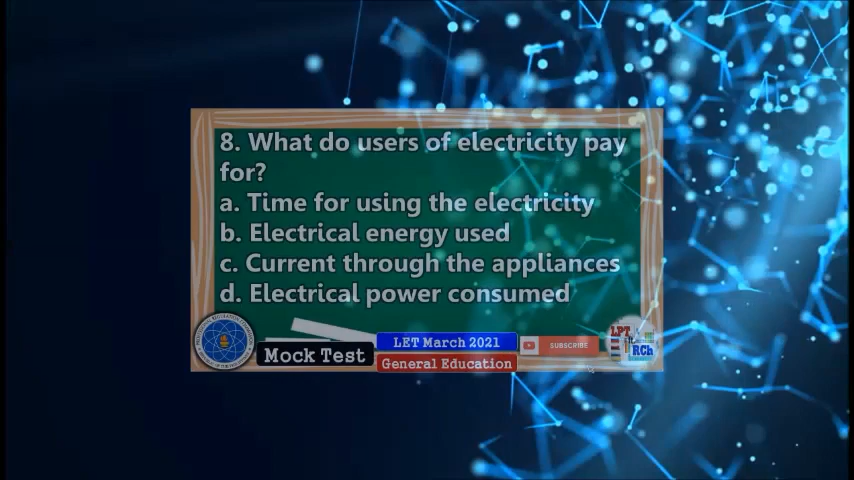 8. What do users of electricity pay
for?
a. Time for using the electricity
b. Electrical energy used
c. Current through the appliances
d. Electrical power consumed
Mock Test
LET March 2021
General Education
SUBSCRIBE
LPT
RCh